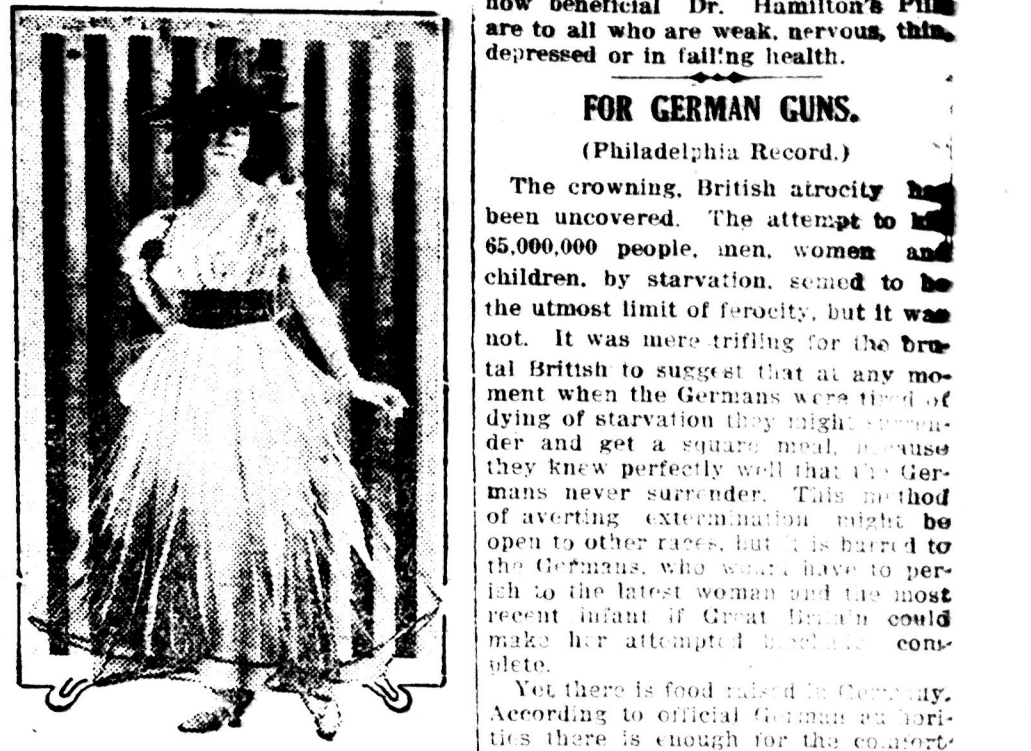 now beneficial Dr. Hamilton's Pills
are to all who are weak, nervous, thin,
depressed or in failing health.
FOR GERMAN GUNS.
(Philadelphia Record.)
The crowning, British atrocity has
been uncovered. The attempt to
65,000,000 people, men, women and
children, by starvation, semed to be
the utmost limit of ferocity, but it was
not. It was mere trifling for the bru-
tal British to suggest that at any mo-
ment when the Germans were tired of
dying of starvation they might surren-
der and get a square meal, because
they knew perfectly well that the Ger-
mans never surrender. This method
of averting extermination might be
open to other races, but it is barred to
the Germans, who would have to per-
ish to the latest woman and the most
recent infant if Great Britain could
make her attempted blockade com-
plete.
Yet there is food raised in Germany.
According to official German authori-
ties there is enough for the comfort-